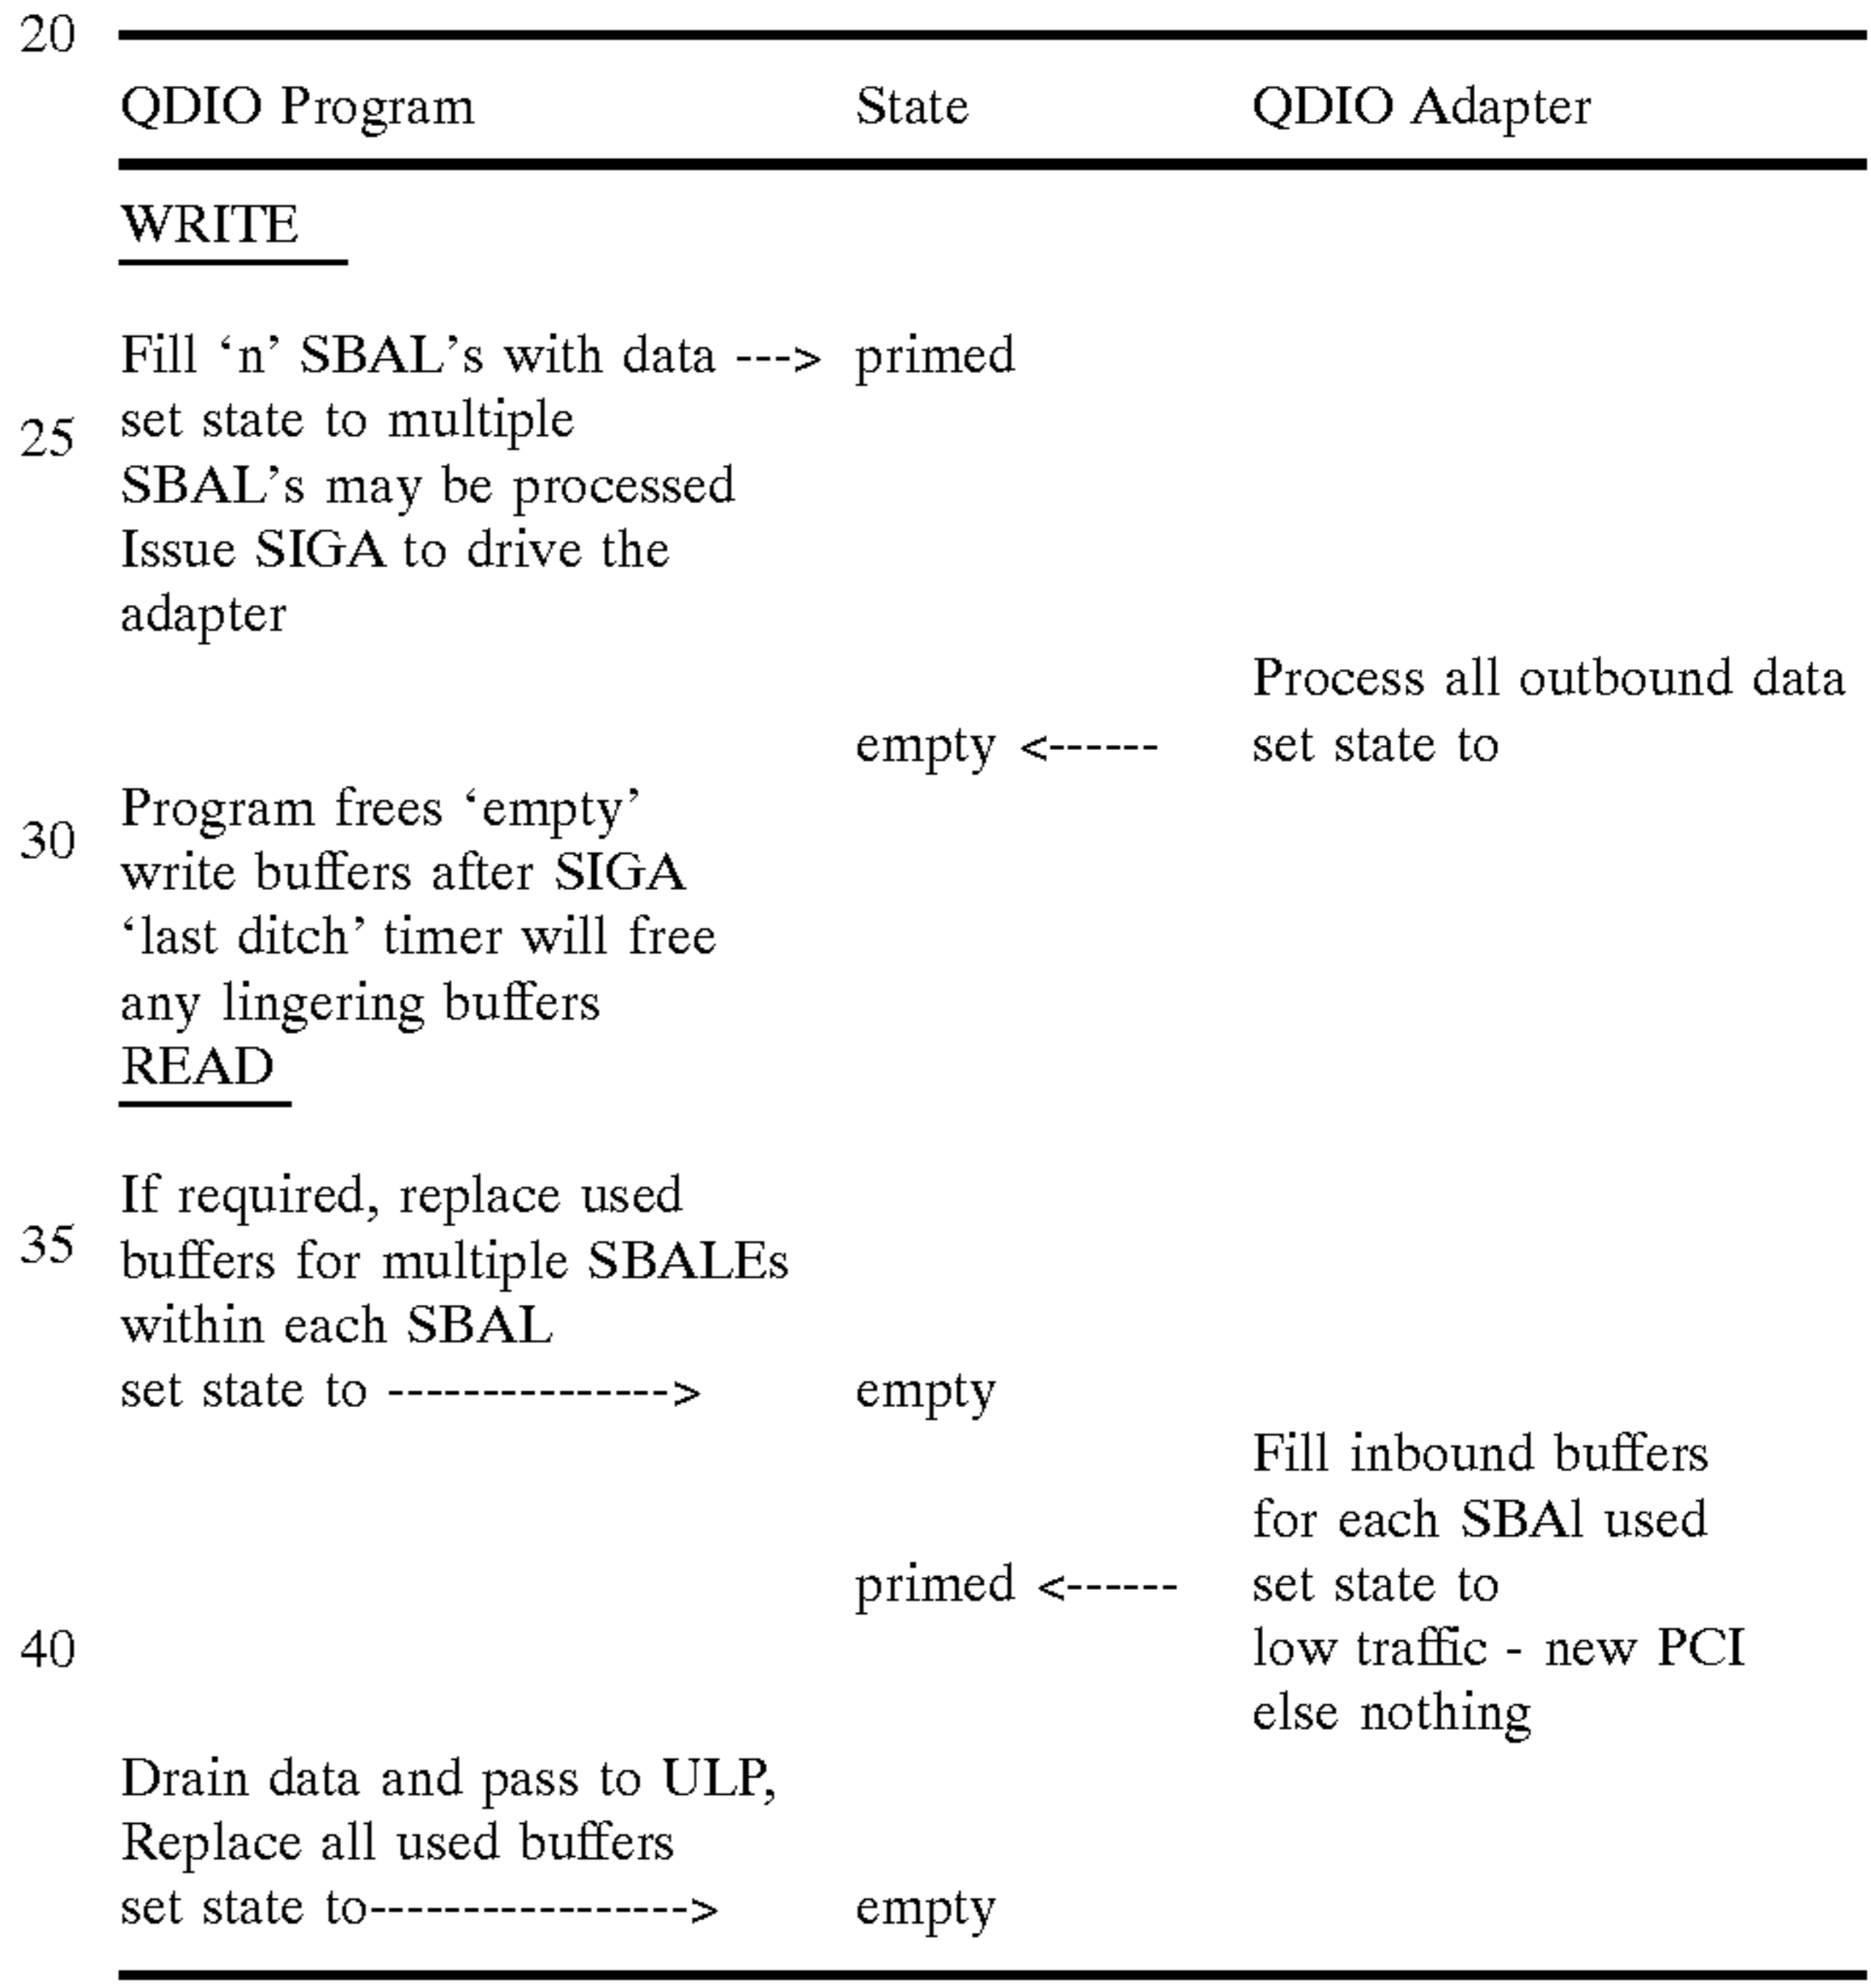 20
QDIO Program State QDIO Adapter
WRITE
Fill ‘n’ SBAL’s with data ---> primed
set state to multiple
25
SBAL’s may be processed
Issue SIGA to drive the
adapter
Process all outbound data
empty <------ set state to
Program frees ‘empty’
30
write buffers after SIGA
‘last ditch’ timer will free
any lingering buffers
READ
If required, replace used
35
buffers for multiple SBALEs
within each SBAL
set state to ---------------> empty
Fill inbound buffers
for each SBAl used
primed <------ set state to
40
low traffic - new PCI
else nothing
Drain data and pass to ULP,
Replace all used buffers
set state to-----------------> empty